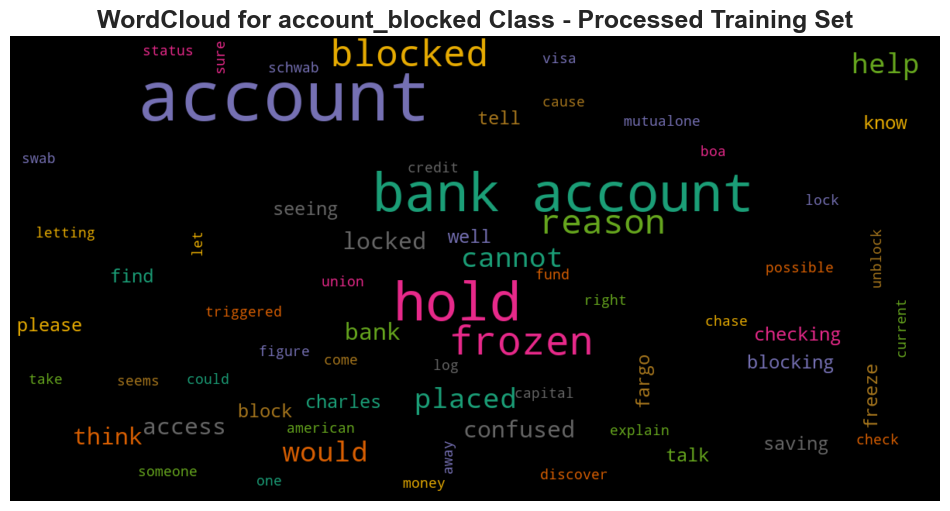 WordCloud for account_blocked Class - Processed Training Set
status
sure
schwab
blocked
visa
help
account
cause
tell
mutualone
know
swab
boa
credit
bank account
lock
seeing
reason
letting
let
locked
well
cannot
unblock
find
union
fund
possible
hold
right
triggered
please
bank
frozen
chase
checking
current
figure
come
log
blocking
take
seems
could
fargo
freeze
charles
placed
capital
block
think
access
american
confused
explain
check
would
talk
saving
someone
one
away
money
discover